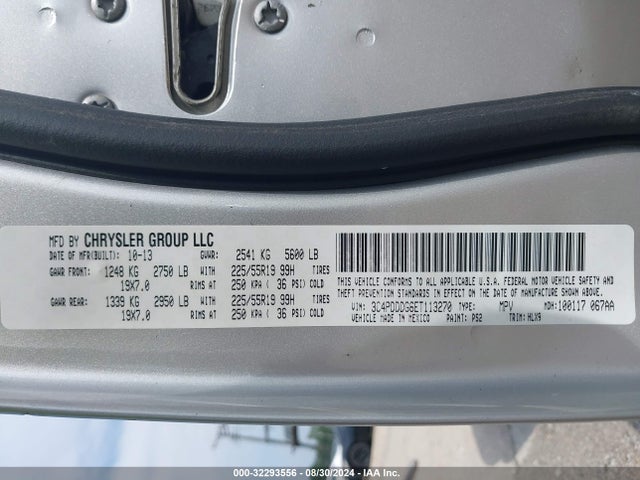 MFD BY CHRYSLER GROUP LLC
DATE OF MFR(BUILT): 10-13 GVWR: 2541 KG 5600 LB
GAWR FRONT: 1248 KG 2750 LB WITH 225/55R19 99H TIRES
19X7.0 250 KPA ( 36 PSI) COLD
GAWR REAR: 1339 KG 2950 LB WITH 225/55R19 99H TIRES
19X7.0 250 KPA ( 36 PSI) COLD
THIS VEHICLE CONFORMS TO ALL APPLICABLE U.S.A. FEDERAL MOTOR VEHICLE SAFETY AND
THEFT PREVENTION STANDARDS IN EFFECT ON THE DATE OF MANUFACTURE SHOWN ABOVE.
VIN: 3C4PDDDG6ET113270 TYPE: MPV MDH:100117 067AA
VEHICLE MADE IN MEXICO PAINT: PS2 TRIM:HLX9
000-32293556 - 08/30/2024 - IAA Inc.